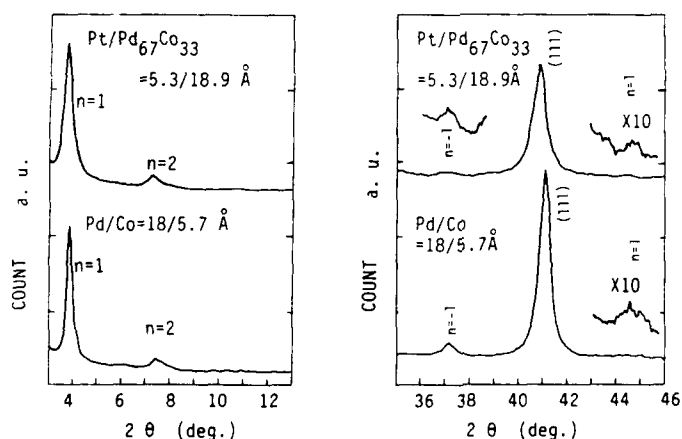 Pt/Pd67Co33
=5.3/18.9 Å
n=1
n=2
Pd/Co=18/5.7 Å
n=1
n=2
COUNT a. u.
4 6 8 10 12
2 θ (deg.)
Pt/Pd67Co33
=5.3/18.9Å
(111)
n=-1
n=1
X10
Pd/Co
=18/5.7Å
(111)
n=-1
n=1
X10
COUNT a. u.
36 38 40 42 44 46
2 θ (deg.)